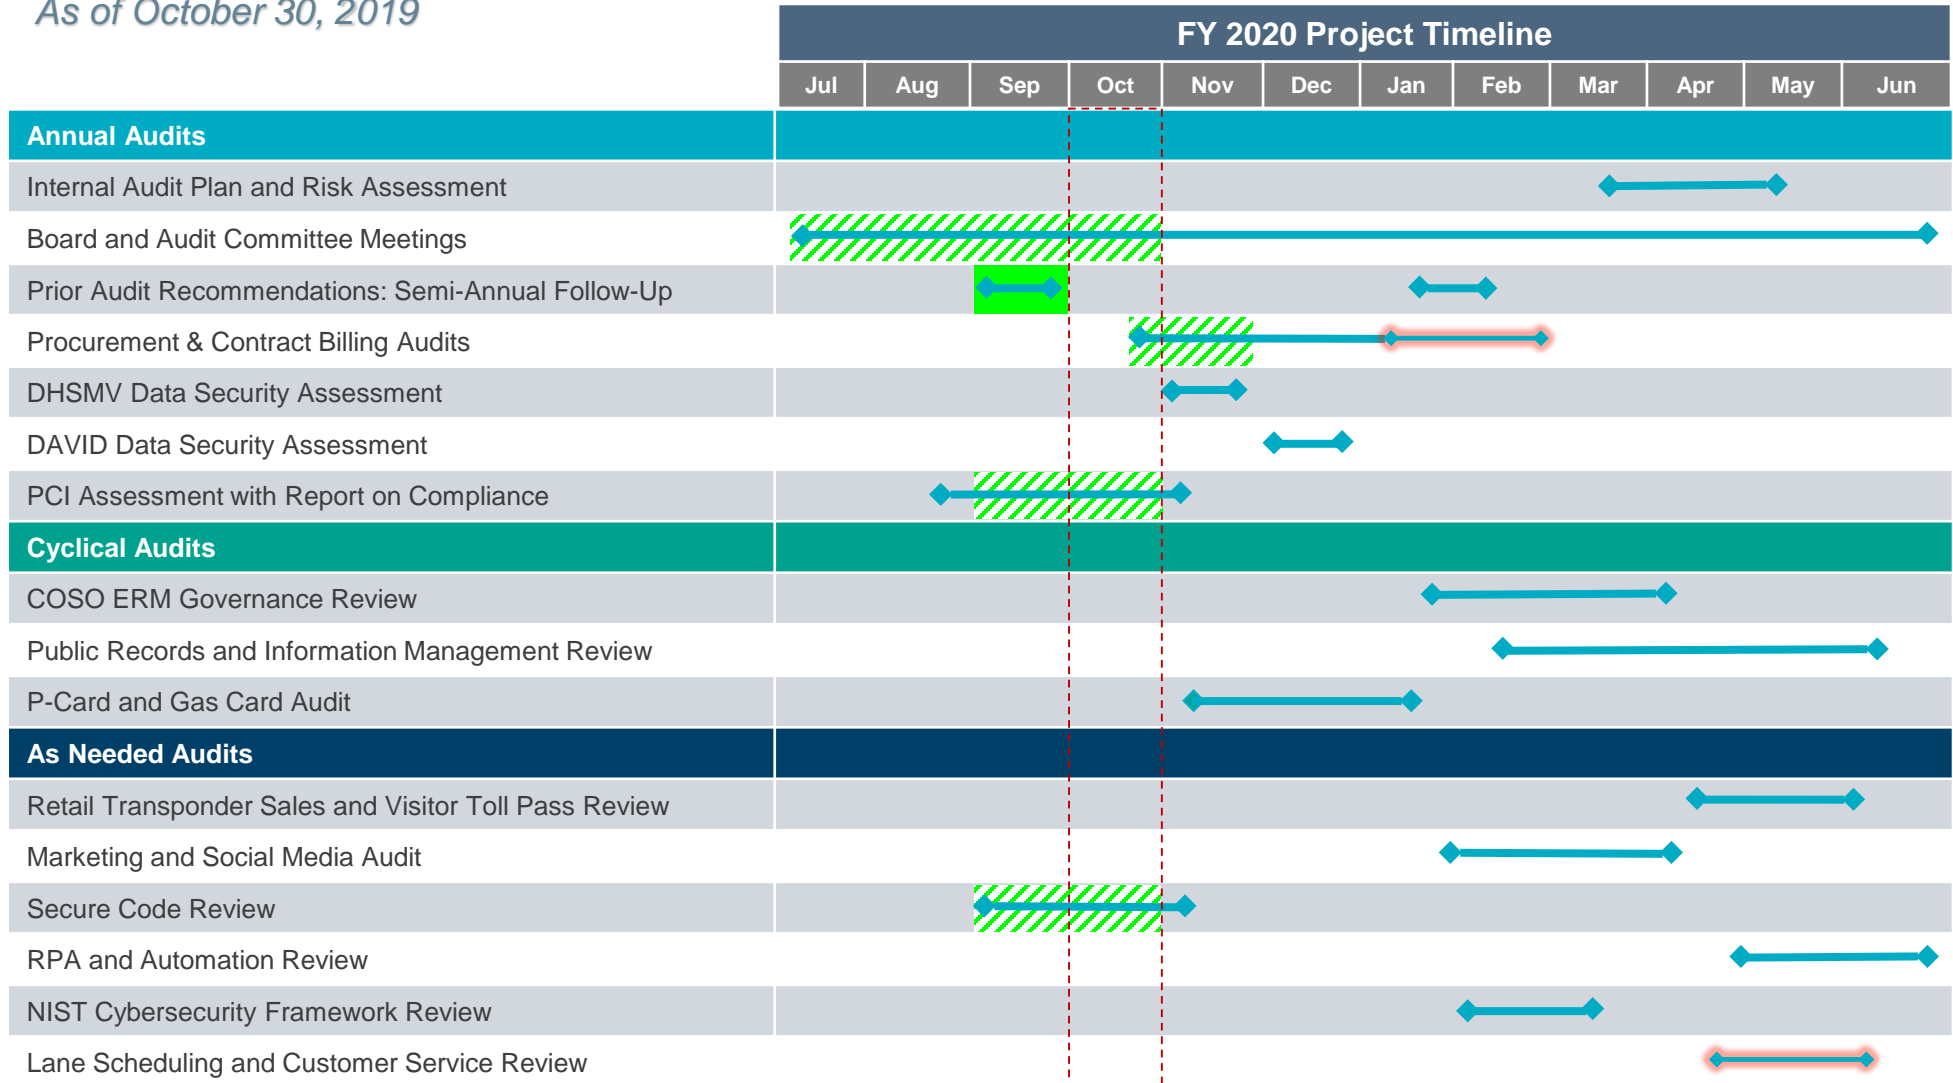 As of October 30, 2019
FY 2020 Project Timeline
Jul Aug Sep Oct Nov Dec Jan Feb Mar Apr May Jun
Annual Audits
Internal Audit Plan and Risk Assessment
Board and Audit Committee Meetings
Prior Audit Recommendations: Semi-Annual Follow-Up
Procurement & Contract Billing Audits
DHSMV Data Security Assessment
DAVID Data Security Assessment
PCI Assessment with Report on Compliance
Cyclical Audits
COSO ERM Governance Review
Public Records and Information Management Review
P-Card and Gas Card Audit
As Needed Audits
Retail Transponder Sales and Visitor Toll Pass Review
Marketing and Social Media Audit
Secure Code Review
RPA and Automation Review
NIST Cybersecurity Framework Review
Lane Scheduling and Customer Service Review